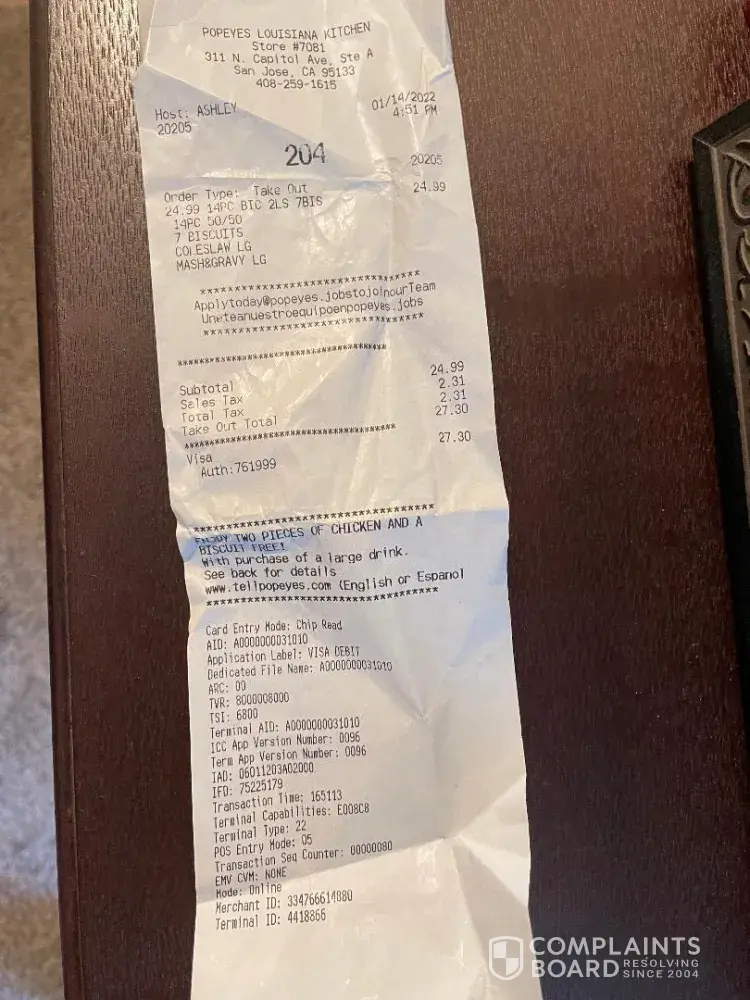 POPEYES LOUISIANA KITCHEN
Store #7081
311 N. Capitol Ave, Ste A
San Jose, CA 95133
408-259-1615
Host: ASHLEY 01/14/2022
20205 4:51 PM
204 20205
Order Type: Take Out
24.99 14PC BIC 2LS 7BIS 24.99
14PC 50/50
7 BISCUITS
COLESLAW LG
MASH&GRAVY LG
****************************************
Applytoday@popeyes.jobstojoinourTeam
Uneteanuestroequipoenpopeyes.jobs
****************************************
****************************************
Subtotal 24.99
Sales Tax 2.31
Total Tax 2.31
Take Out Total 27.30
****************************************
Visa 27.30
Auth:761999
****************************************
ENJOY TWO PIECES OF CHICKEN AND A
BISCUIT FREE!
With purchase of a large drink.
See back for details
www.tellpopeyes.com (English or Espanol
****************************************
Card Entry Mode: Chip Read
AID: A0000000031010
Application Label: VISA DEBIT
Dedicated File Name: A0000000031010
ARC: 00
TVR: 8000008000
TSI: 6800
Terminal AID: A0000000031010
ICC App Version Number: 0096
Term App Version Number: 0096
IAD: 06011203A02000
IFD: 75225179
Transaction Time: 165113
Terminal Capabilities: E008C8
Terminal Type: 22
POS Entry Mode: 05
Transaction Seq Counter: 00000080
EMV CVM: NONE
Mode: Online
Merchant ID: 334766614880
Terminal ID: 4418866
COMPLAINTS
BOARD RESOLVING
SINCE 2004